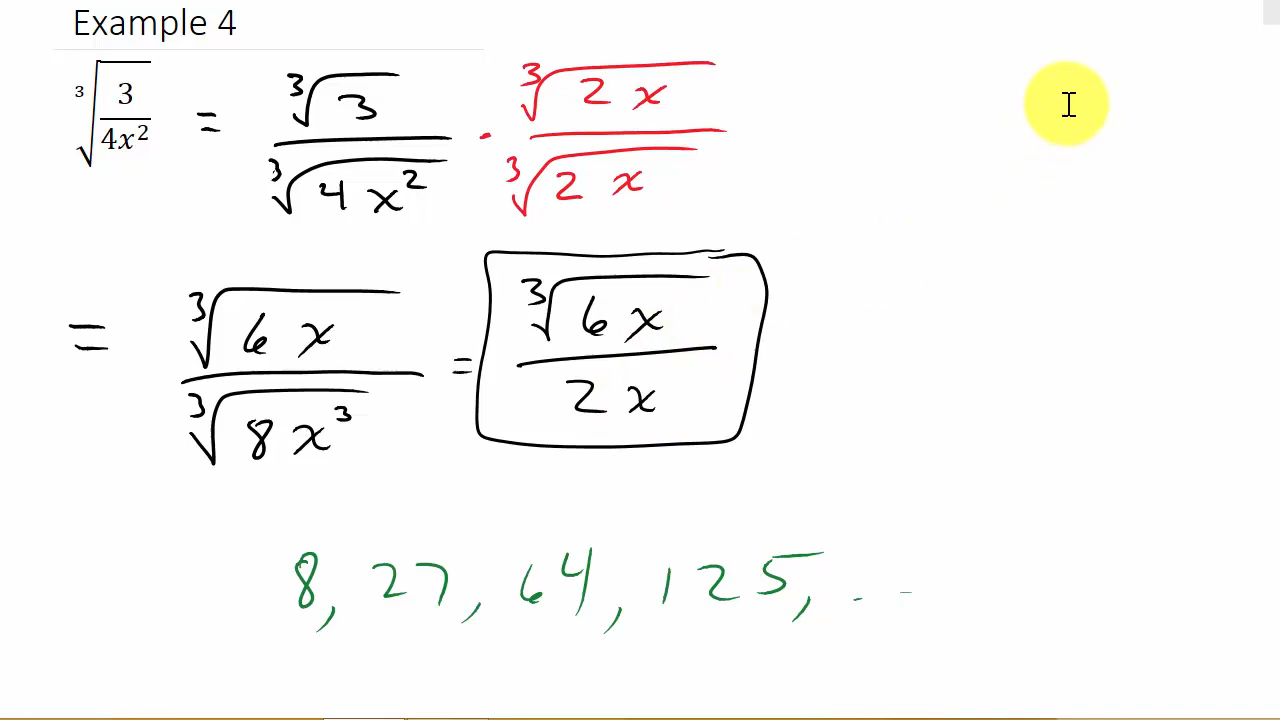 Example 4
∛(3/4x²) = ∛3/∛(4x²) · ∛(2x)/∛(2x)
= ∛(6x)/∛(8x³) = ∛(6x)/2x
8, 27, 64, 125, ...